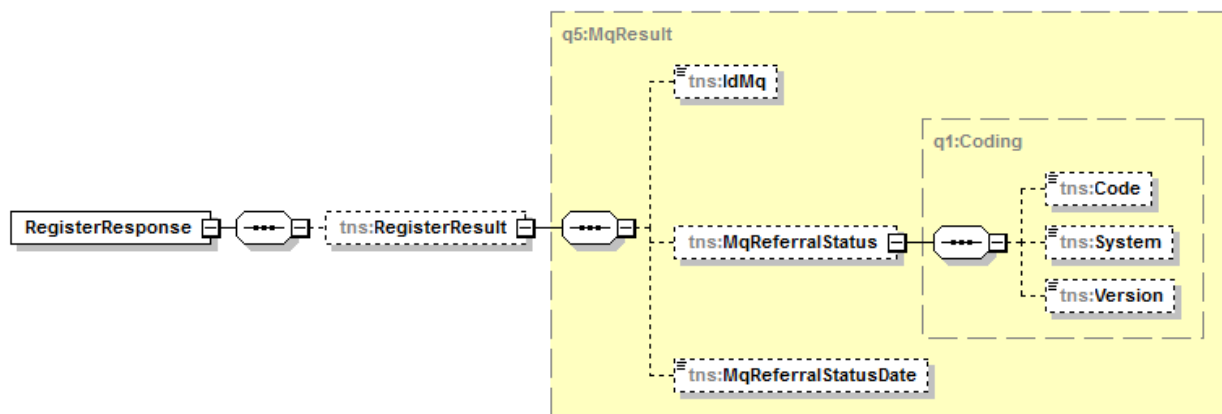 q5:MqResult
tns:IdMq
q1:Coding
tns:Code
RegisterResponse
tns:RegisterResult
tns:MqReferralStatus
tns:System
tns:Version
tns:MqReferralStatusDate